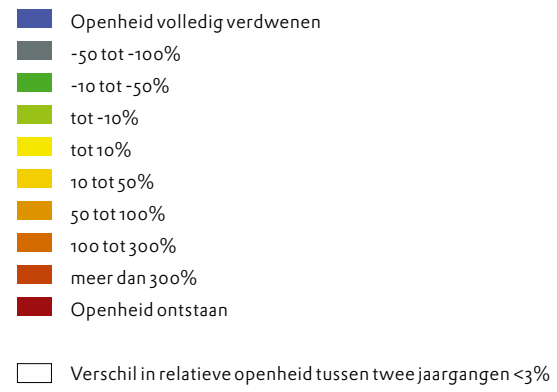 Openheid volledig verdwenen
-50 tot -100%
-10 tot -50%
tot -10%
tot 10%
10 tot 50%
50 tot 100%
100 tot 300%
meer dan 300%
Openheid ontstaan
Verschil in relatieve openheid tussen twee jaargangen <3%